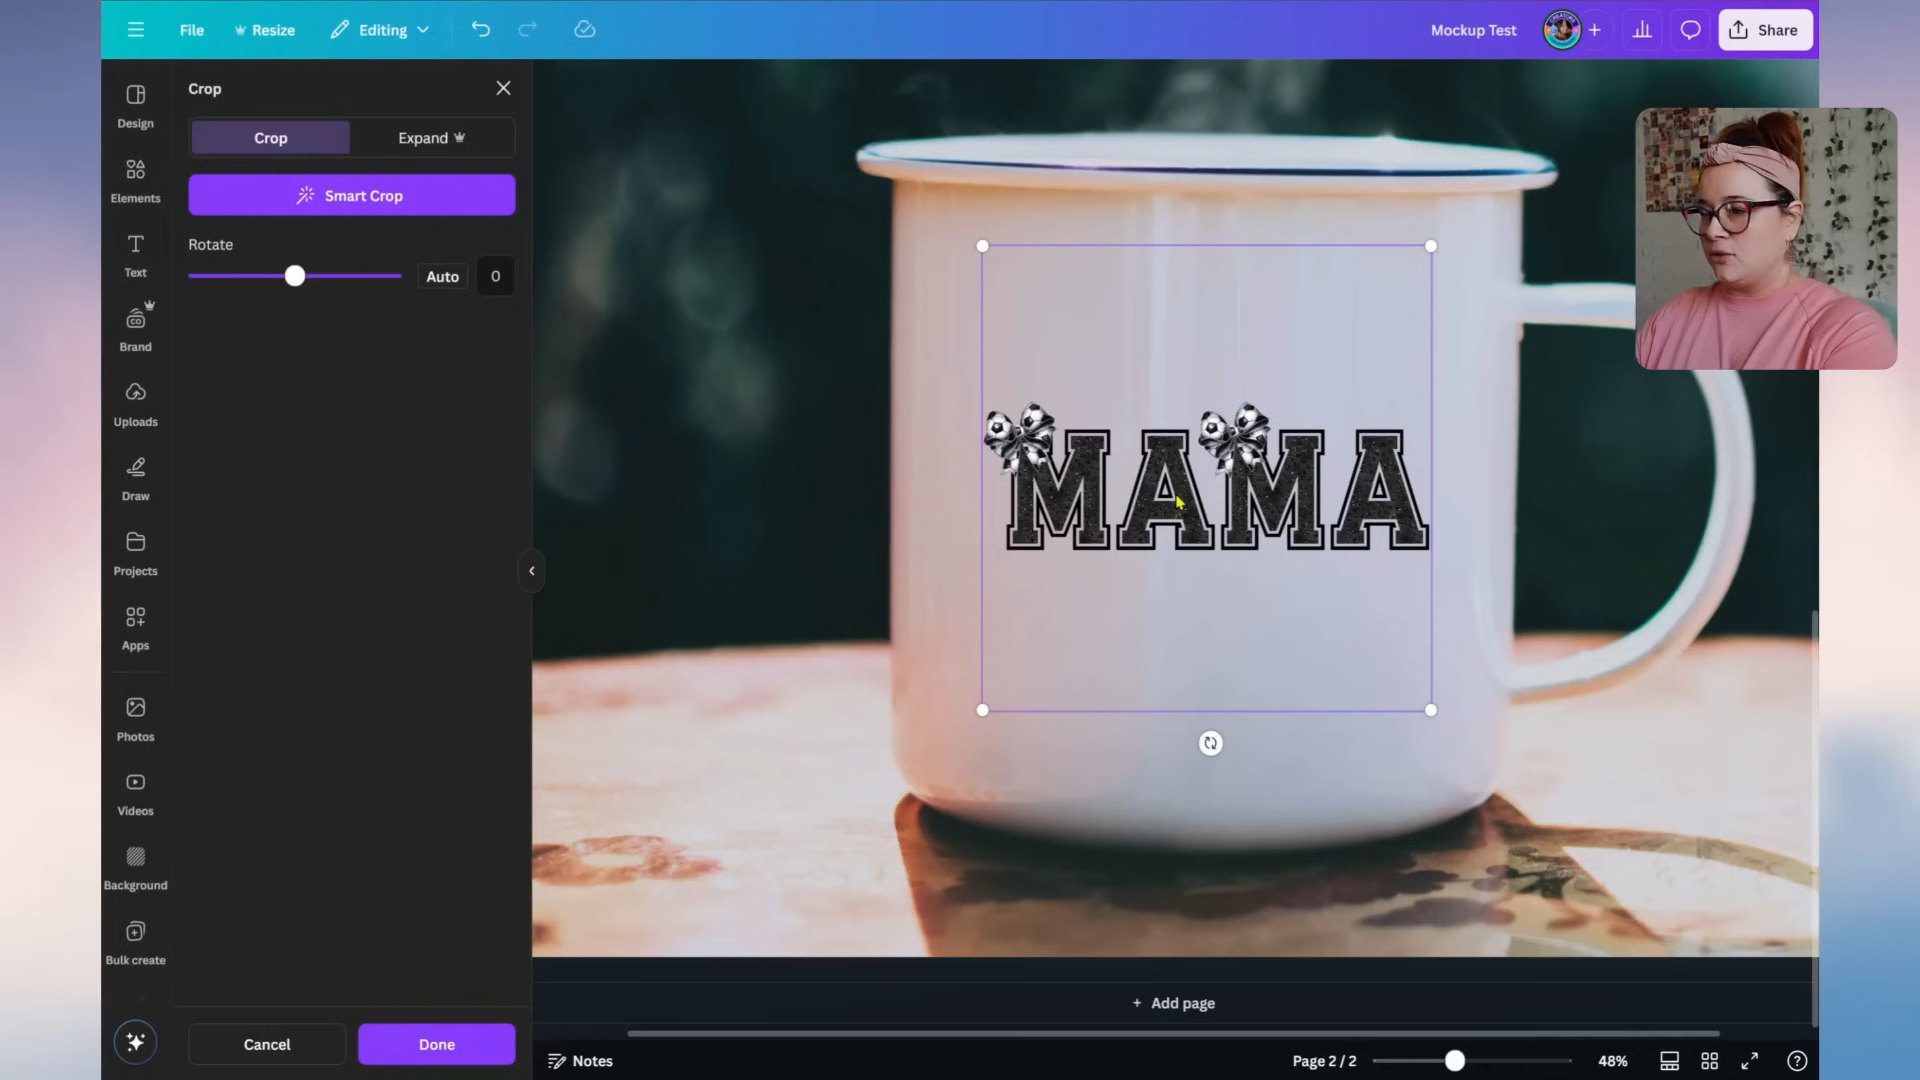 File
Resize
Editing
Mockup Test
Share
Design
Elements
Text
Brand
Uploads
Draw
Projects
Apps
Photos
Videos
Background
Bulk create
Crop
Crop
Expand
Smart Crop
Rotate
Auto
0
Cancel
Done
MAMA
+ Add page
Notes
Page 2 / 2
48%